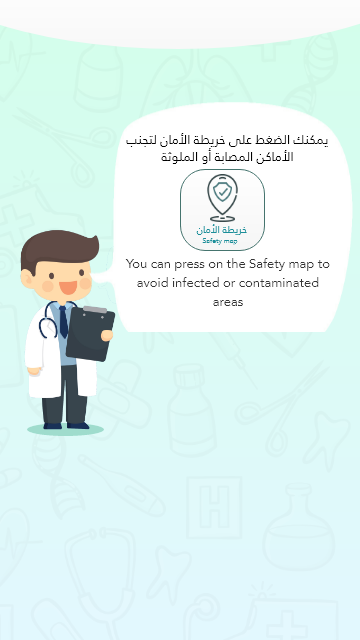 يمكنك الضغط على خريطة الأمان لتجنب
الأماكن المصابة أو الملوثة
خريطة الأمان
Safety map
You can press on the Safety map to
avoid infected or contaminated
areas
H